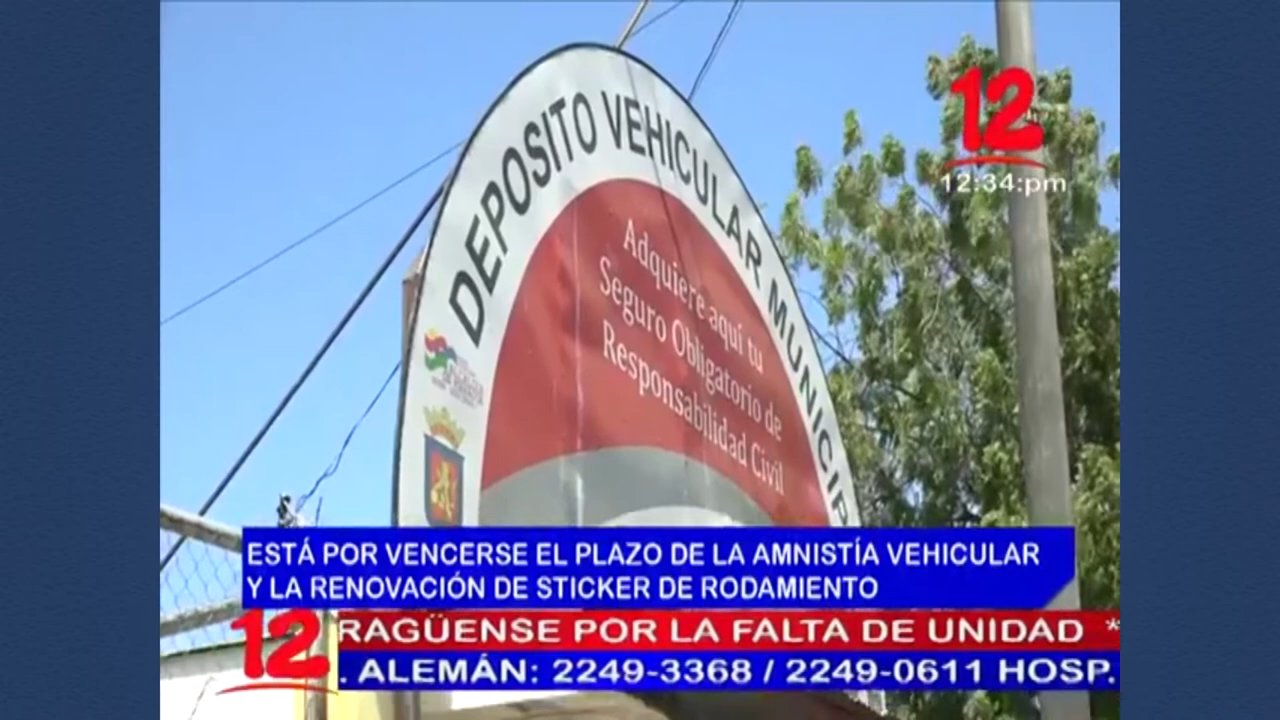 12
12:34:pm
DEPOSITO VEHICULAR MUNICIP
Adquiere aquí tu
Seguro Obligatorio de
Responsabilidad Civil
ESTÁ POR VENCERSE EL PLAZO DE LA AMNISTÍA VEHICULAR
Y LA RENOVACIÓN DE STICKER DE RODAMIENTO
12
RAGÜENSE POR LA FALTA DE UNIDAD *
. ALEMÁN: 2249-3368 / 2249-0611 HOSP.